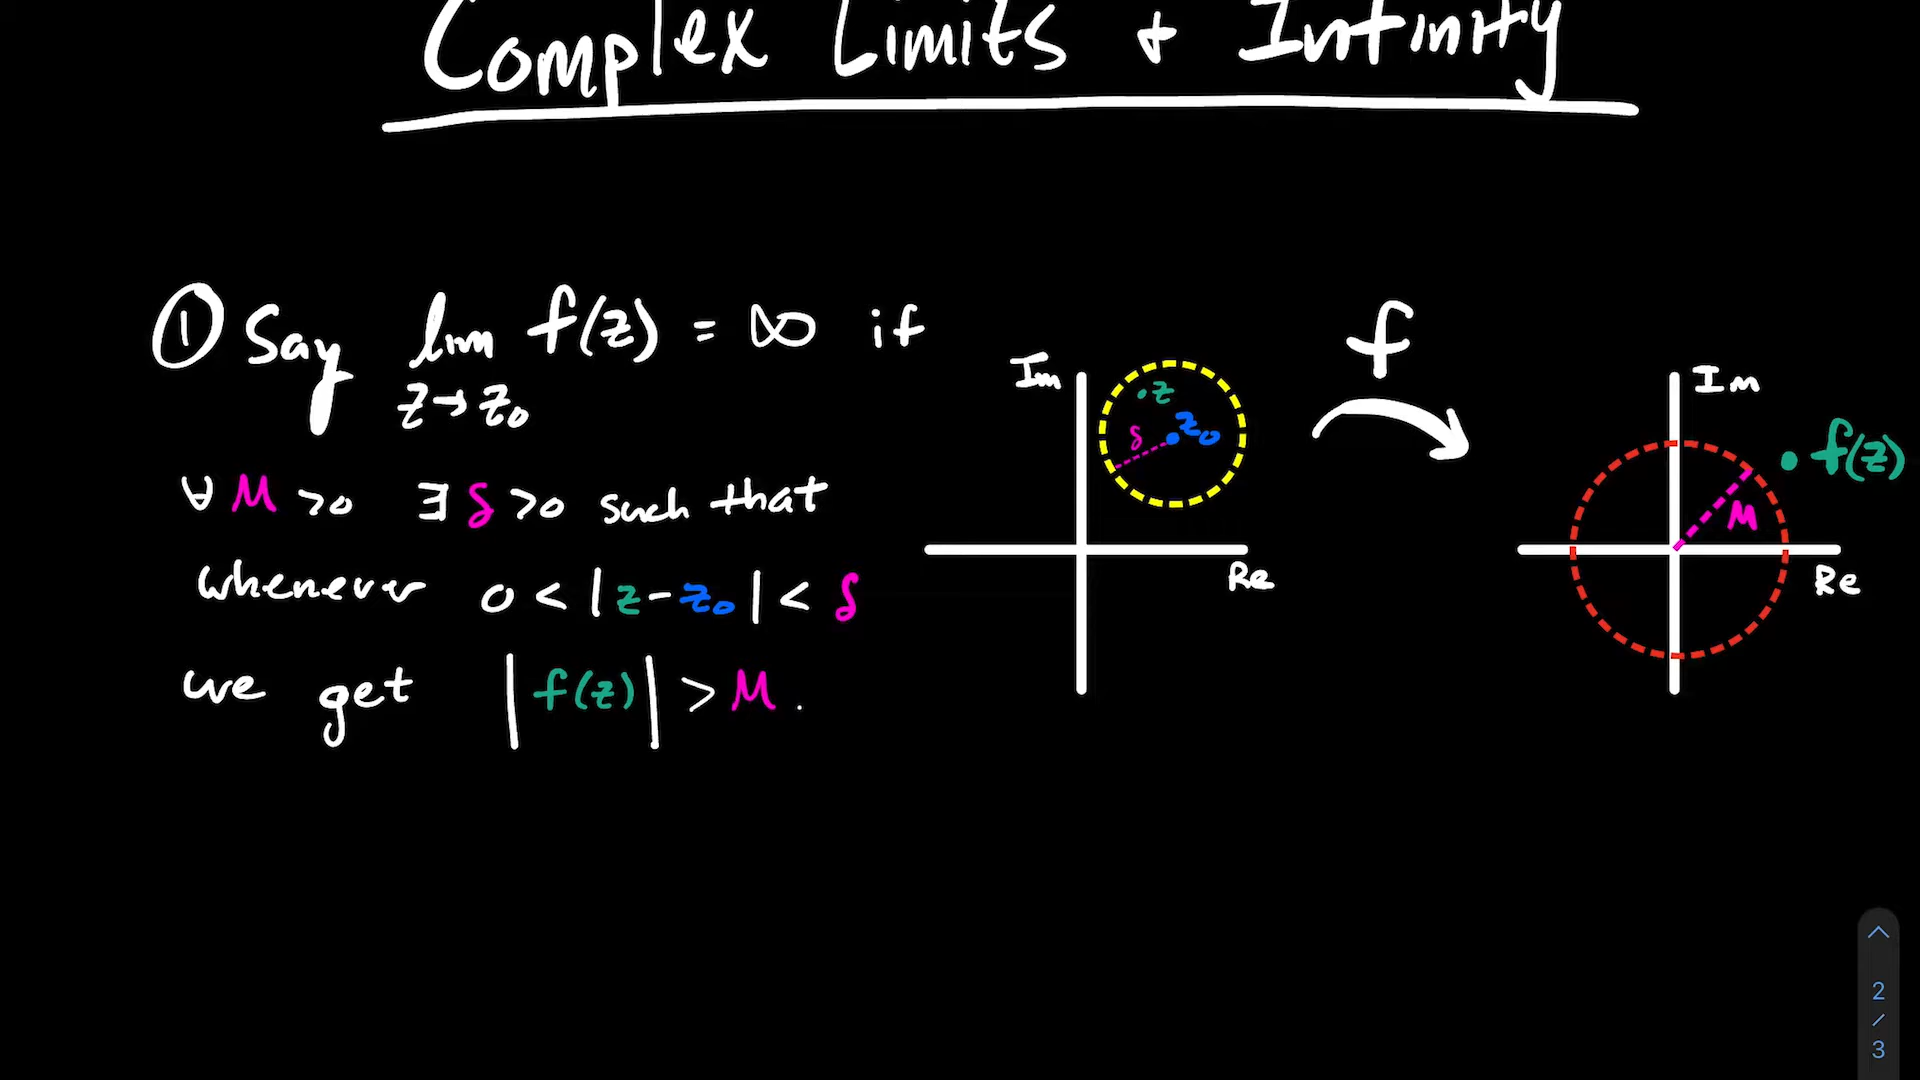 Complex Limits + Infinity
① Say lim f(z) = ∞ if
z→z₀
∀ M >0 ∃ δ >0 such that
whenever 0 < |z-z₀| < δ
we get |f(z)| > M.
Im
z
z₀
δ
Re
f
Im
f(z)
M
Re
2
/
3